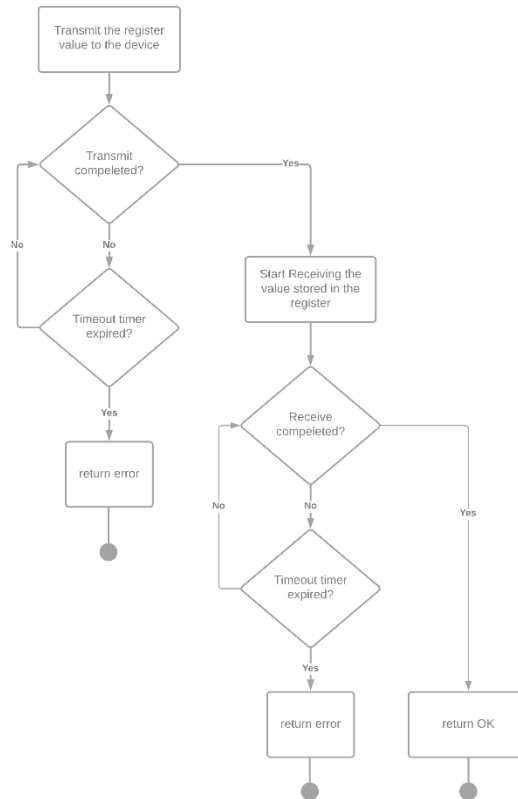 Transmit the register
value to the device
Transmit
compeleted?
Yes
No
No
Timeout timer
expired?
Yes
return error
Start Receiving the
value stored in the
register
Receive
compeleted?
Yes
No
No
Timeout timer
expired?
Yes
return error
return OK